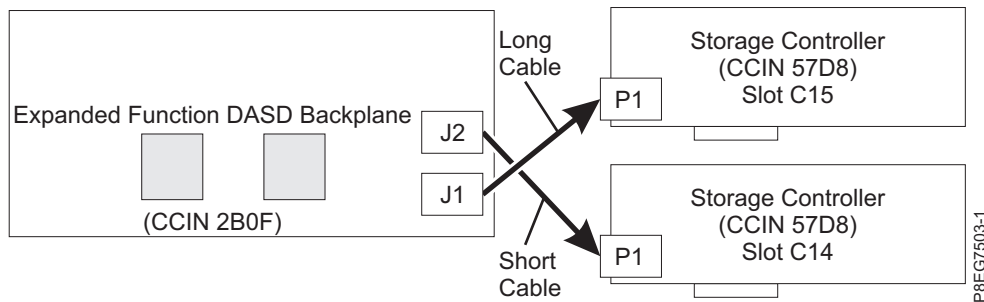 Expanded Function DASD Backplane
(CCIN 2B0F)
J2
J1
Long
Cable
Short
Cable
P1
Storage Controller
(CCIN 57D8)
Slot C15
P1
Storage Controller
(CCIN 57D8)
Slot C14
P8EG7503-1